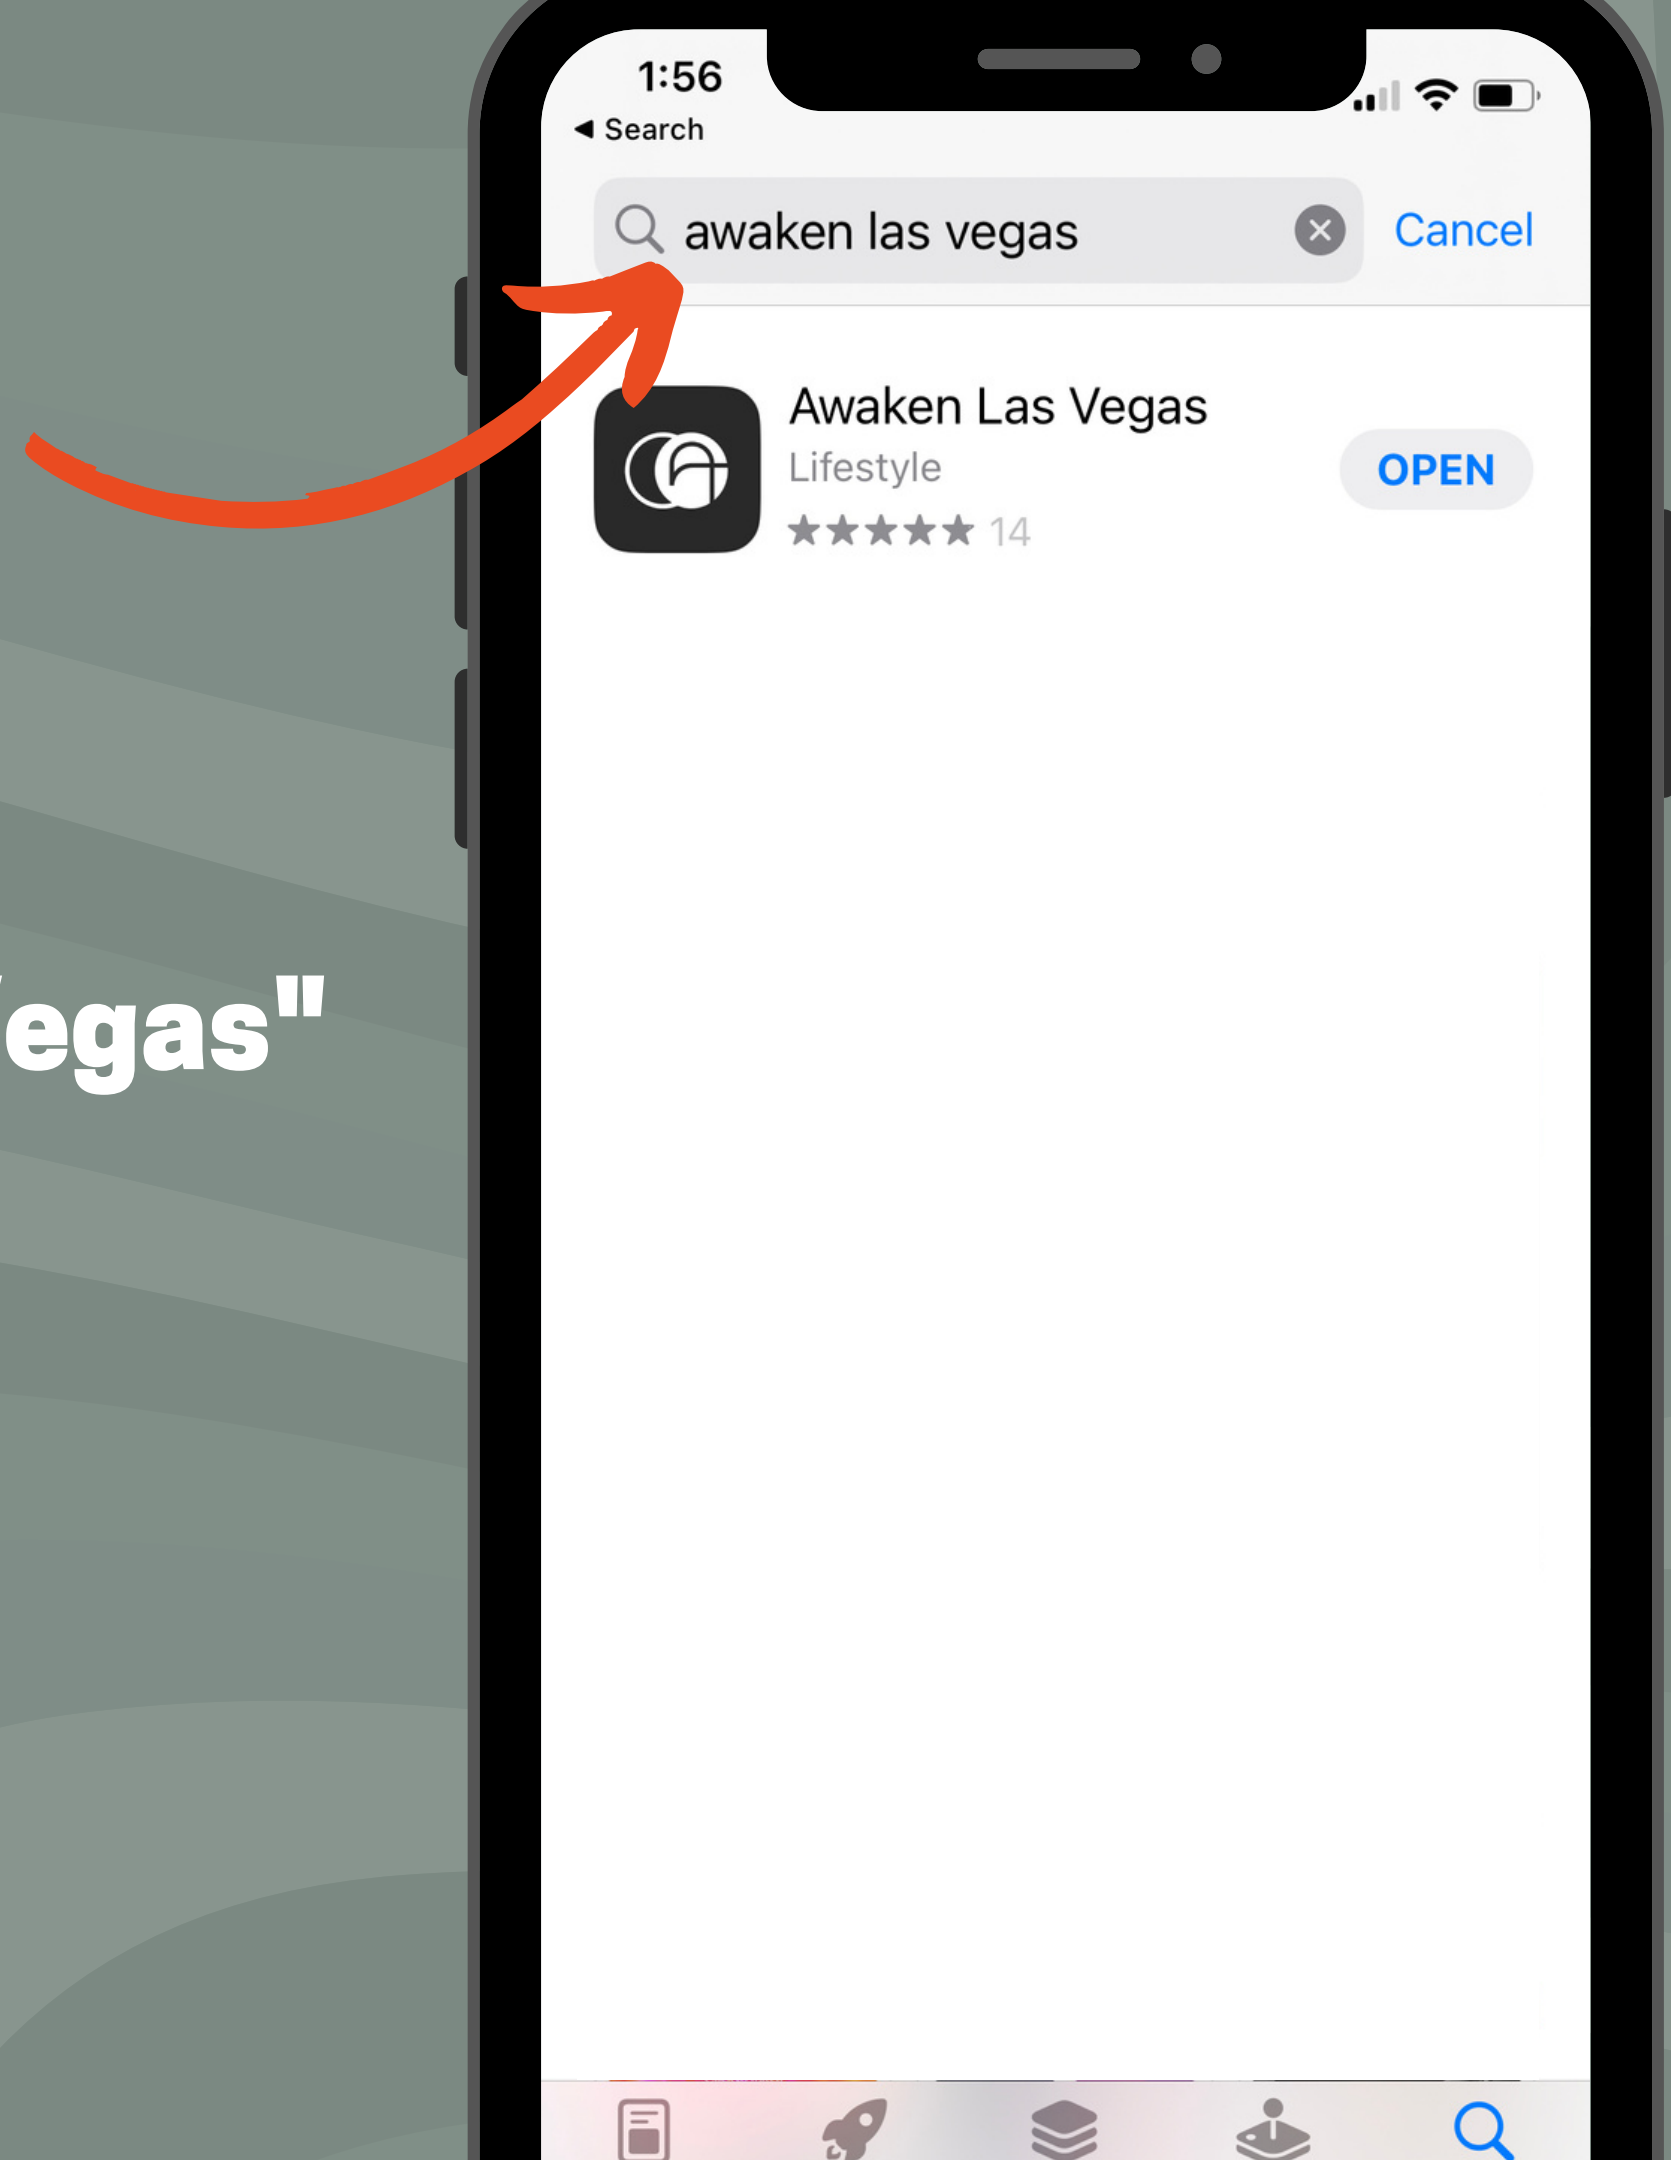 1:56
Search
awaken las vegas
Cancel
Awaken Las Vegas
Lifestyle
OPEN
14
egas"